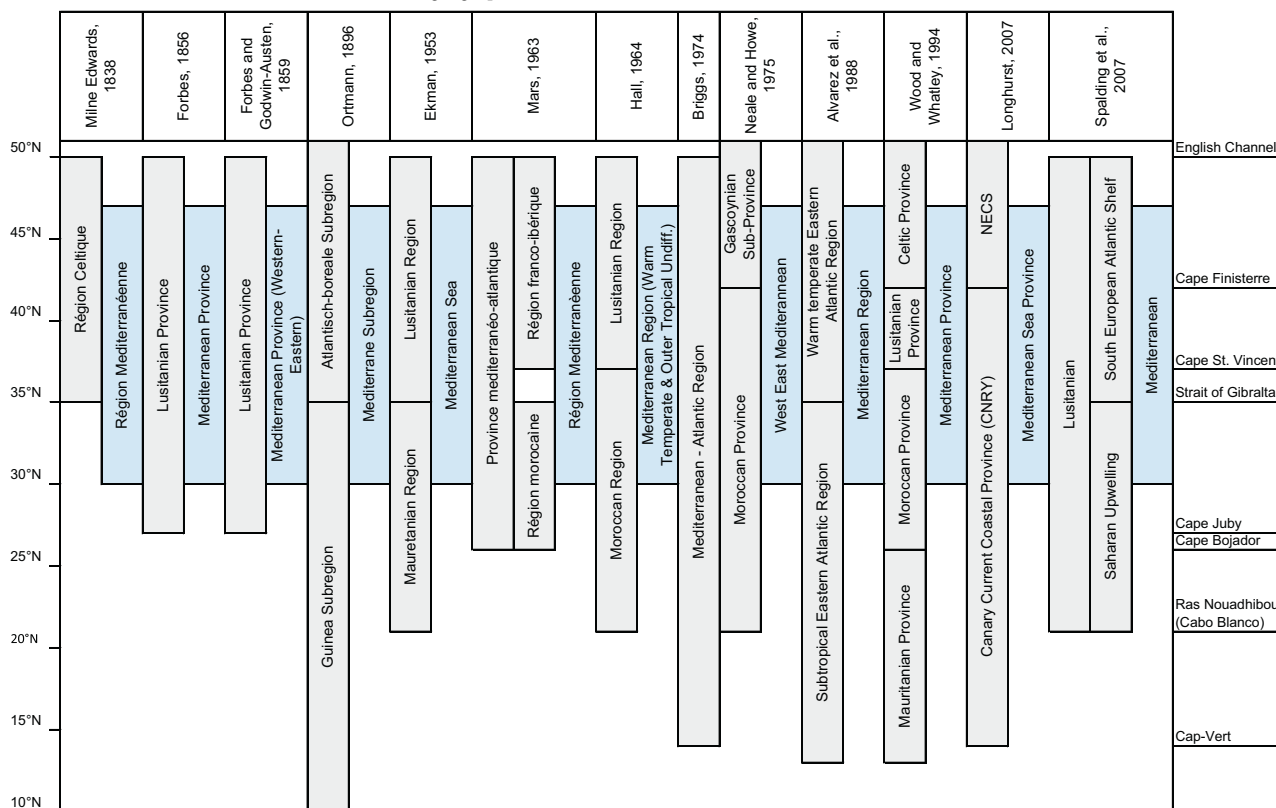 Milne Edwards,
1838
Forbes, 1856
Forbes and
Godwin-Austen,
1859
Ortmann, 1896
Ekman, 1953
Mars, 1963
Hall, 1964
Briggs, 1974
Neale and Howe,
1975
Alvarez et al.,
1988
Wood and
Whatley, 1994
Longhurst, 2007
Spalding et al.,
2007
50°N
45°N
40°N
35°N
30°N
25°N
20°N
15°N
10°N
Région Celtique
Région Mediterranéenne
Lusitanian Province
Mediterranean Province
Lusitanian Province
Mediterranean Province (Western-
Eastern)
Atlantisch-boreale Subregion
Guinea Subregion
Mediterrane Subregion
Lusitanian Region
Mauretanian Region
Mediterranean Sea
Province mediterranéo-atlantique
Région franco-ibérique
Région morocaine
Région Mediterranèenne
Lusitanian Region
Moroccan Region
Mediterranean Region (Warm
Temperate & Outer Tropical Undiff.)
Mediterranean - Atlantic Region
Gascoynian
Sub-Province
Moroccan Province
West East Mediterannean
Warm temperate Eastern
Atlantic Region
Subtropical Eastern Atlantic Region
Mediterranean Region
Celtic Province
Lusitanian
Province
Moroccan Province
Mauritanian Province
Mediterranean Province
NECS
Canary Current Coastal Province (CNRY)
Mediterranean Sea Province
Lusitanian
South European Atlantic Shelf
Saharan Upwelling
Mediterranean
English Channel
Cape Finisterre
Cape St. Vincen
Strait of Gibralta
Cape Juby
Cape Bojador
Ras Nouadhibou
(Cabo Blanco)
Cap-Vert